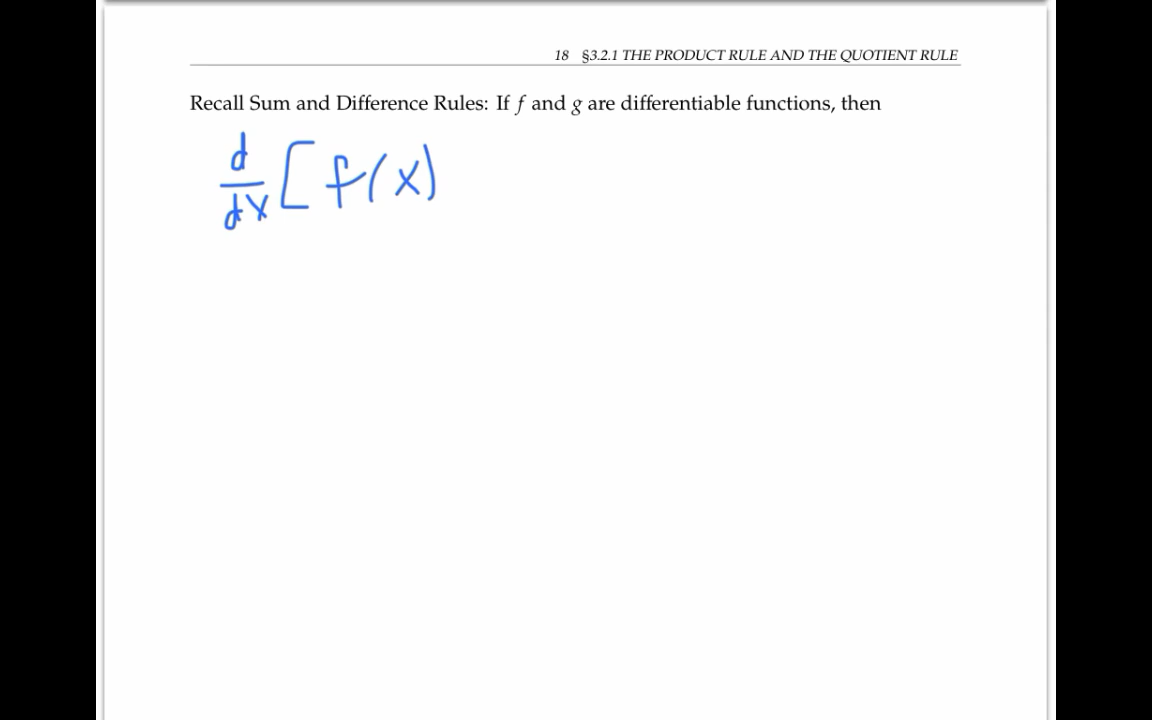 18 §3.2.1 THE PRODUCT RULE AND THE QUOTIENT RULE
Recall Sum and Difference Rules: If f and g are differentiable functions, then
d/dx [ f(x)